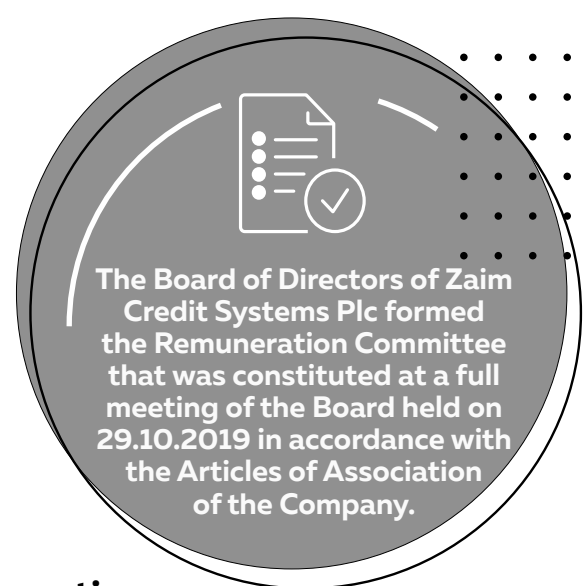 The Board of Directors of Zaim
Credit Systems Plc formed
the Remuneration Committee
that was constituted at a full
meeting of the Board held on
29.10.2019 in accordance with
the Articles of Association
of the Company.